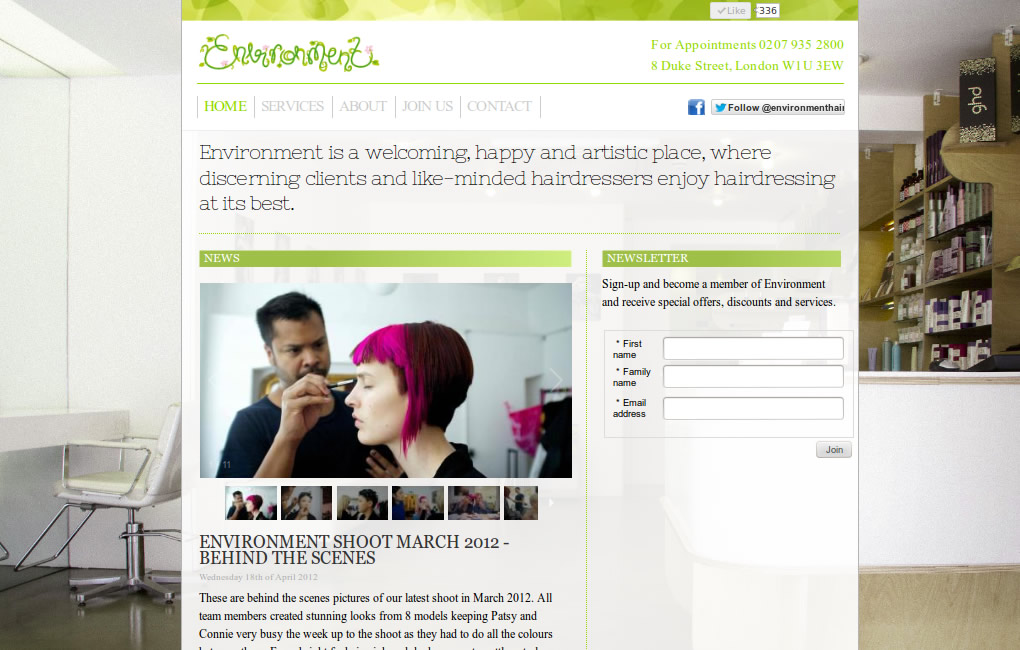 Like
336
Environment
For Appointments 0207 935 2800
8 Duke Street, London W1U 3EW
HOME
SERVICES
ABOUT
JOIN US
CONTACT
Follow @environmenthair
ghd
Environment is a welcoming, happy and artistic place, where
discerning clients and like-minded hairdressers enjoy hairdressing
at its best.
NEWS
11
ENVIRONMENT SHOOT MARCH 2012 -
BEHIND THE SCENES
Wednesday 18th of April 2012
These are behind the scenes pictures of our latest shoot in March 2012. All
team members created stunning looks from 8 models keeping Patsy and
Connie very busy the week up to the shoot as they had to do all the colours
NEWSLETTER
Sign-up and become a member of Environment
and receive special offers, discounts and services.
* First
name
* Family
name
* Email
address
Join